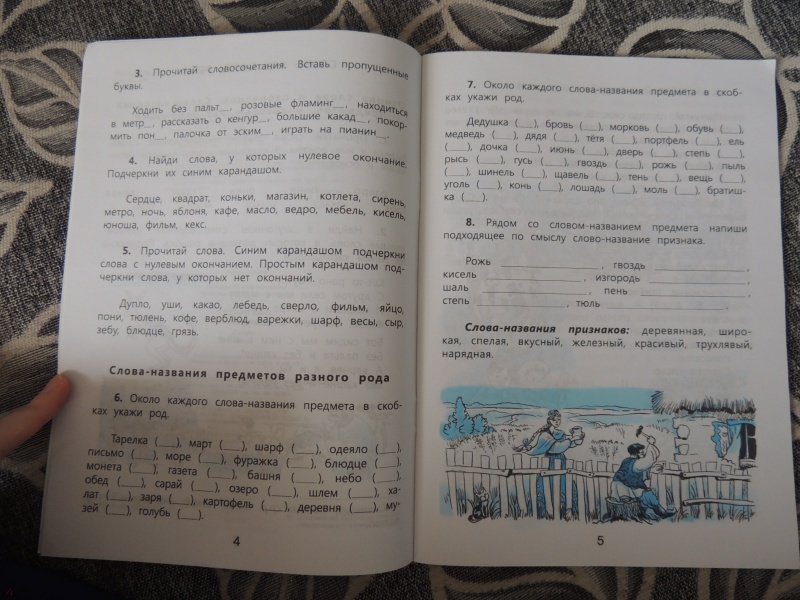 3. Прочитай словосочетания. Вставь пропущенные
буквы.
Ходить без пальт__, розовые фламинг__, находиться
в метр__, рассказать о кенгур__, большие какад__, покор-
мить пон__, палочка от эским__, играть на пианин__.
4. Найди слова, у которых нулевое окончание.
Подчеркни их синим карандашом.
Сердце, квадрат, коньки, магазин, котлета, сирень,
метро, ночь, яблоня, кафе, масло, ведро, мебель, кисель,
юноша, фильм, кекс.
5. Прочитай слова. Синим карандашом подчеркни
слова с нулевым окончанием. Простым карандашом под-
черкни слова, у которых нет окончаний.
Дупло, уши, какао, лебедь, сверло, фильм, яйцо,
пони, тюлень, кофе, верблюд, варежки, шарф, весы, сыр,
зебу, блюдце, грязь.
Слова-названия предметов разного рода
6. Около каждого слова-названия предмета в скоб-
ках укажи род.
Тарелка (___), март (___), шарф (___), одеяло (___),
письмо (___), море (___), фуражка (___), блюдце (___),
монета (___), газета (___), башня (___), небо (___),
обед (___), сарай (___), озеро (___), шлем (___), ха-
лат (___), заря (___), картофель (___), деревня (___), му-
зей (___), голубь (___).
4
7. Около каждого слова-названия предмета в скоб-
ках укажи род.
Дедушка (___), бровь (___), морковь (___), обувь (___),
медведь (___), дядя (___), тётя (___), портфель (___), ель
(___), дочка (___), июнь (___), дверь (___), степь (___),
рысь (___), гусь (___), гвоздь (___), рожь (___), пыль
(___), шинель (___), щавель (___), тень (___), вещь (___),
уголь (___), конь (___), лошадь (___), моль (___), братиш-
ка (___).
8. Рядом со словом-названием предмета напиши
подходящее по смыслу слово-название признака.
Рожь ______________, гвоздь ______________,
кисель ______________, изгородь ______________,
шаль ______________, пень ______________,
степь ______________, тюль ______________.
Слова-названия признаков: деревянная, широ-
кая, спелая, вкусный, железный, красивый, трухлявый,
нарядная.
5